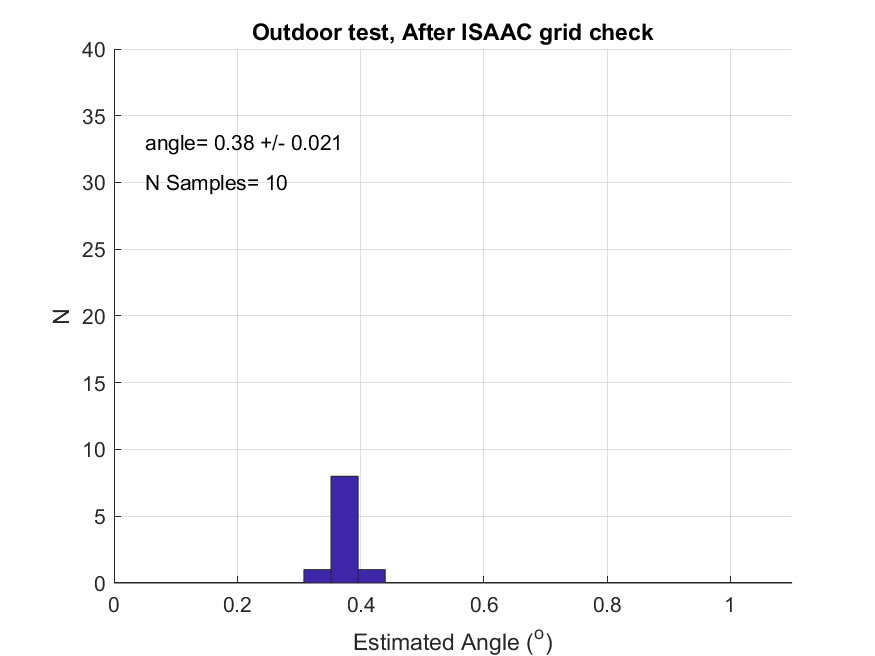 Outdoor test, After ISAAC grid check
40
35
angle= 0.38 +/- 0.021
30
N Samples= 10
25
N
20
15
10
5
0
0 0.2 0.4 0.6 0.8 1
Estimated Angle (o)